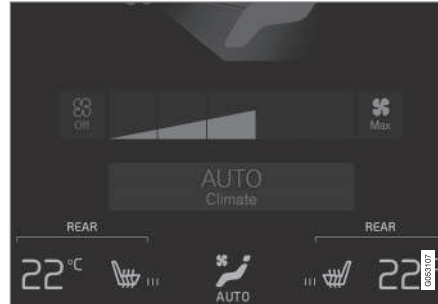 Off
Max
AUTO
Climate
REAR REAR
22°C 22
AUTO
G053107